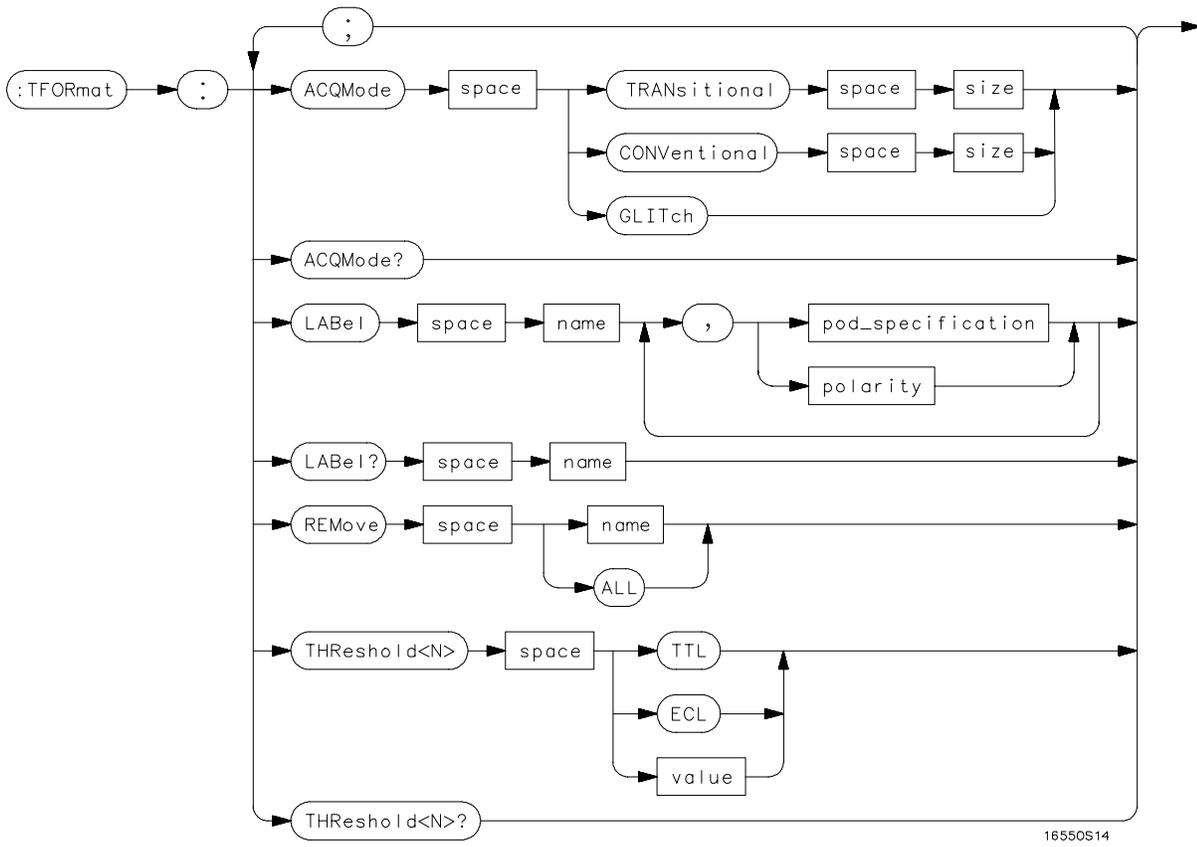 ;
:TFORmat : ACQMode space TRANsitional space size
CONVentional space size
GLITch
ACQMode?
LABel space name , pod_specification
polarity
LABel? space name
REMove space name
ALL
THReshold<N> space TTL
ECL
value
THReshold<N>?
16550S14